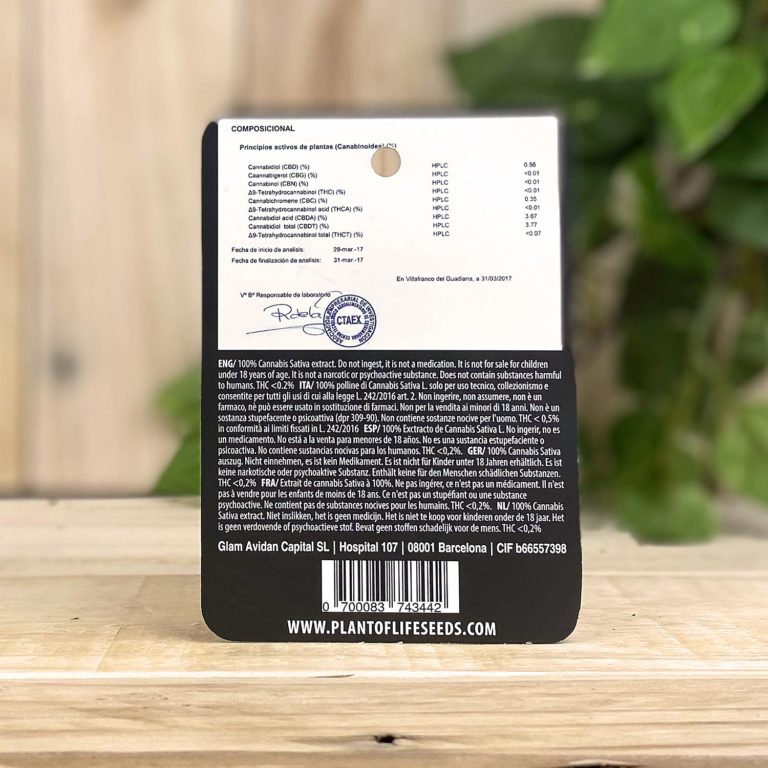 COMPOSICIONAL
Principios activos de plantas (Canabinoides) (%)
Cannabidiol (CBD) (%) HPLC 0.56
Caannabigerol (CBG) (%) HPLC <0.01
Cannabinol (CBN) (%) HPLC <0.01
Δ9-Tetrahydrocannabinol (THC) (%) HPLC <0.01
Cannabichromene (CBC) (%) HPLC 0.35
Δ9-Tetrahydrocannabinol acid (THCA) (%) HPLC <0.01
Cannabidiol acid (CBDA) (%) HPLC 3.67
Cannabidiol total (CBDT) (%) HPLC 3.77
Δ9-Tetrahydrocannabinol total (THCT) (%) HPLC <0.07
Fecha de inicio de analisis: 28-mar.-17
Fecha de finalización de analisis: 31-mar.-17
En Villafranco del Guadiana, a 31/03/2017
Vº Bº Responsable de laboratorio
CTAEX
ENG/ 100% Cannabis Sativa extract. Do not ingest, it is not a medication. It is not for sale for children
under 18 years of age. It is not a narcotic or psychoactive substance. Does not contain substances harmful
to humans. THC <0.2% ITA/ 100% polline di Cannabis Sativa L. solo per uso tecnico, collezionismo e
consentite per tutti gli usi di cui alla legge L. 242/2016 art. 2. Non ingerire, non assumere, non è un
farmaco, nè può essere usato in sostituzione di farmaci. Non per la vendita ai minori di 18 anni. Non è un
sostanza stupefacente o psicoattiva (dpr 309-90). Non contiene sostanze nocive per l'uomo. THC < 0,5%
in conformità ai limiti fissati in L. 242/2016 ESP/ 100% Exctracto de Cannabis Sativa L. No ingerir, no es
un medicamento. No está a la venta para menores de 18 años. No es una sustancia estupefaciente o
psicoactiva. No contiene sustancias nocivas para los humanos. THC <0,2%. GER/ 100% Cannabis Sativa
auszug. Nicht einnehmen, es ist kein Medikament. Es ist nicht für Kinder unter 18 Jahren erhältlich. Es ist
keine narkotische oder psychoaktive Substanz. Enthält keine für den Menschen schädlichen Substanzen.
THC <0,2% FRA/ Extrait de cannabis Sativa à 100%. Ne pas ingérer, ce n'est pas un médicament. Il n'est
pas à vendre pour les enfants de moins de 18 ans. Ce n'est pas un stupéfiant ou une substance
psychoactive. Ne contient pas de substances nocives pour les humains. THC <0,2%. NL/ 100% Cannabis
Sativa extract. Niet inslikken, het is geen medicijn. Het is niet te koop voor kinderen onder de 18 jaar. Het
is geen verdovende of psychoactieve stof. Bevat geen stoffen schadelijk voor de mens. THC <0,2%
Glam Avidan Capital SL | Hospital 107 | 08001 Barcelona | CIF b66557398
0 700083 743442
WWW.PLANTOFLIFESEEDS.COM